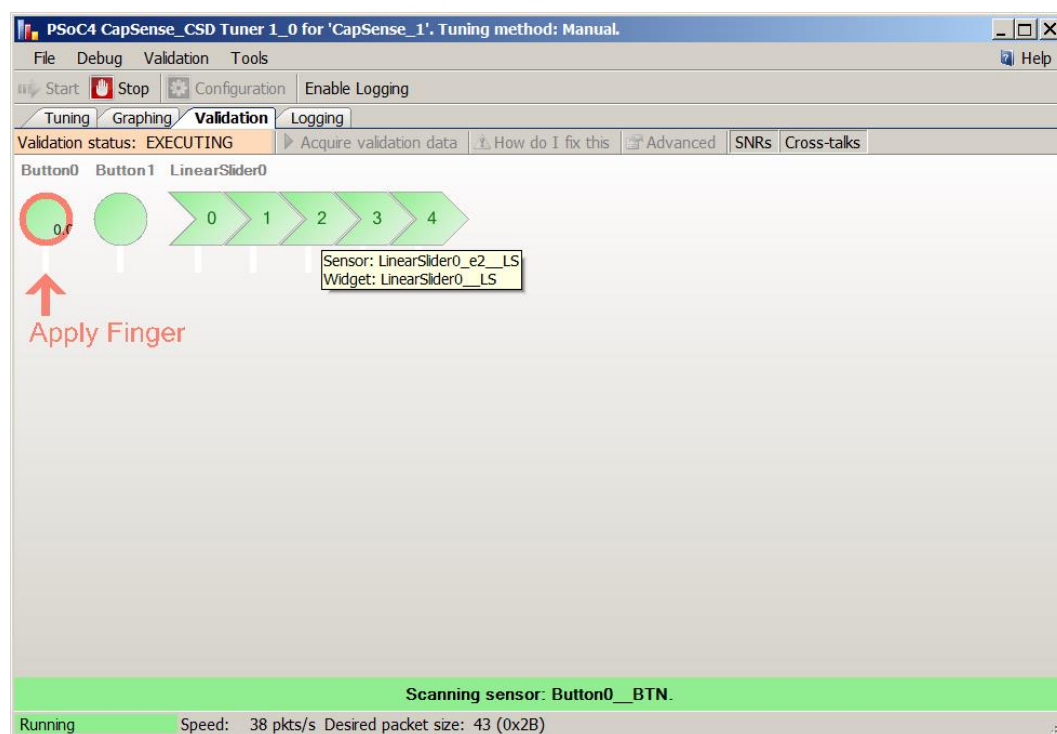 PSoC4 CapSense_CSD Tuner 1_0 for 'CapSense_1'. Tuning method: Manual.
File Debug Validation Tools Help
Start Stop Configuration Enable Logging
Tuning Graphing Validation Logging
Validation status: EXECUTING Acquire validation data How do I fix this Advanced SNRs Cross-talks
Button0 Button1 LinearSlider0
0 1 2 3 4
Sensor: LinearSlider0_e2__LS
Widget: LinearSlider0__LS
Apply Finger
Scanning sensor: Button0__BTN.
Running Speed: 38 pkts/s Desired packet size: 43 (0x2B)